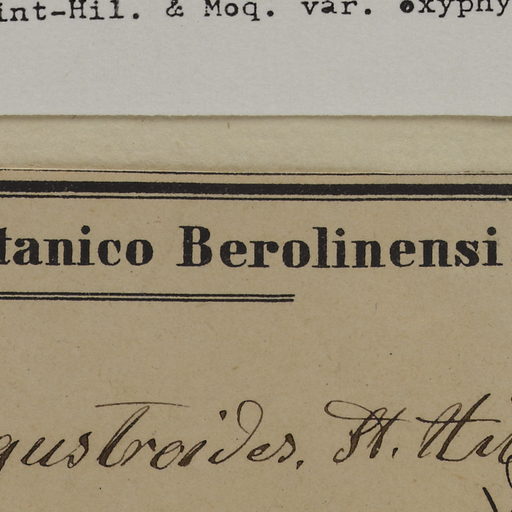 int-Hil. & Moq. var. oxyphy
tanico Berolinensi
gustroides. St. Hil